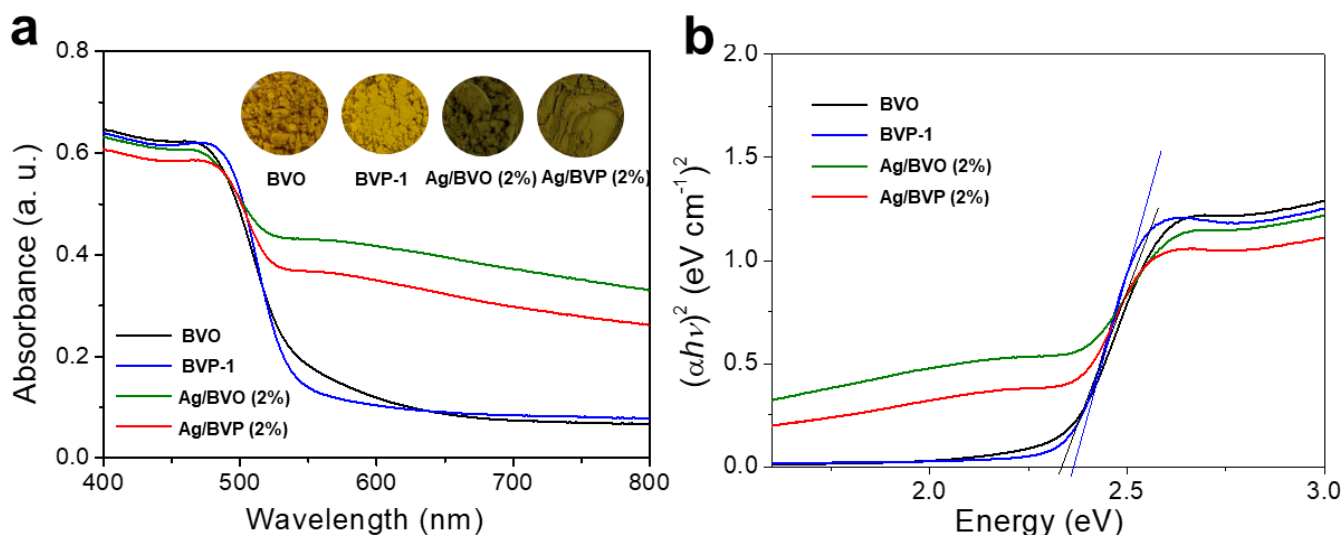 a
0.8
0.6
0.4
0.2
0.0
Absorbance (a. u.)
BVO
BVP-1
Ag/BVO (2%)
Ag/BVP (2%)
BVO
BVP-1
Ag/BVO (2%)
Ag/BVP (2%)
400
500
600
700
800
Wavelength (nm)
b
2.0
1.5
1.0
0.5
0.0
(αhν)² (eV cm⁻¹)²
BVO
BVP-1
Ag/BVO (2%)
Ag/BVP (2%)
2.0
2.5
3.0
Energy (eV)